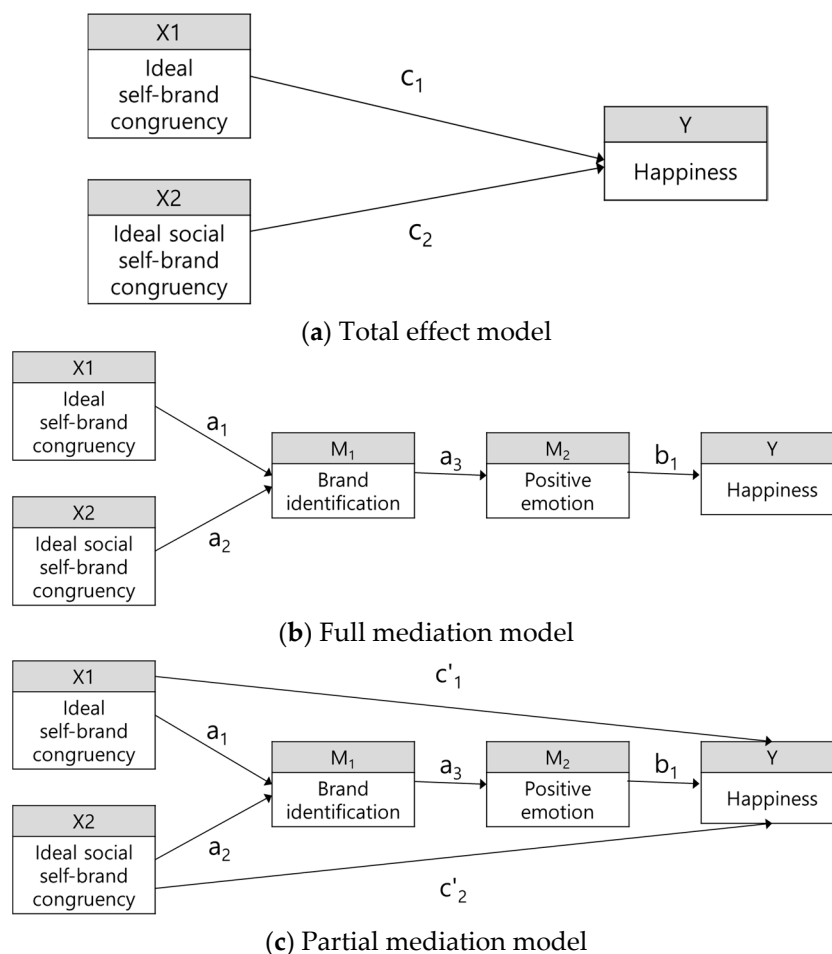 X1
Ideal
self-brand
congruency
c₁
Y
Happiness
X2
Ideal social
self-brand
congruency
c₂
(a) Total effect model
X1
Ideal
self-brand
congruency
a₁
M₁
Brand
identification
a₃
M₂
Positive
emotion
b₁
Y
Happiness
X2
Ideal social
self-brand
congruency
a₂
(b) Full mediation model
X1
Ideal
self-brand
congruency
c'₁
a₁
M₁
Brand
identification
a₃
M₂
Positive
emotion
b₁
Y
Happiness
X2
Ideal social
self-brand
congruency
a₂
c'₂
(c) Partial mediation model